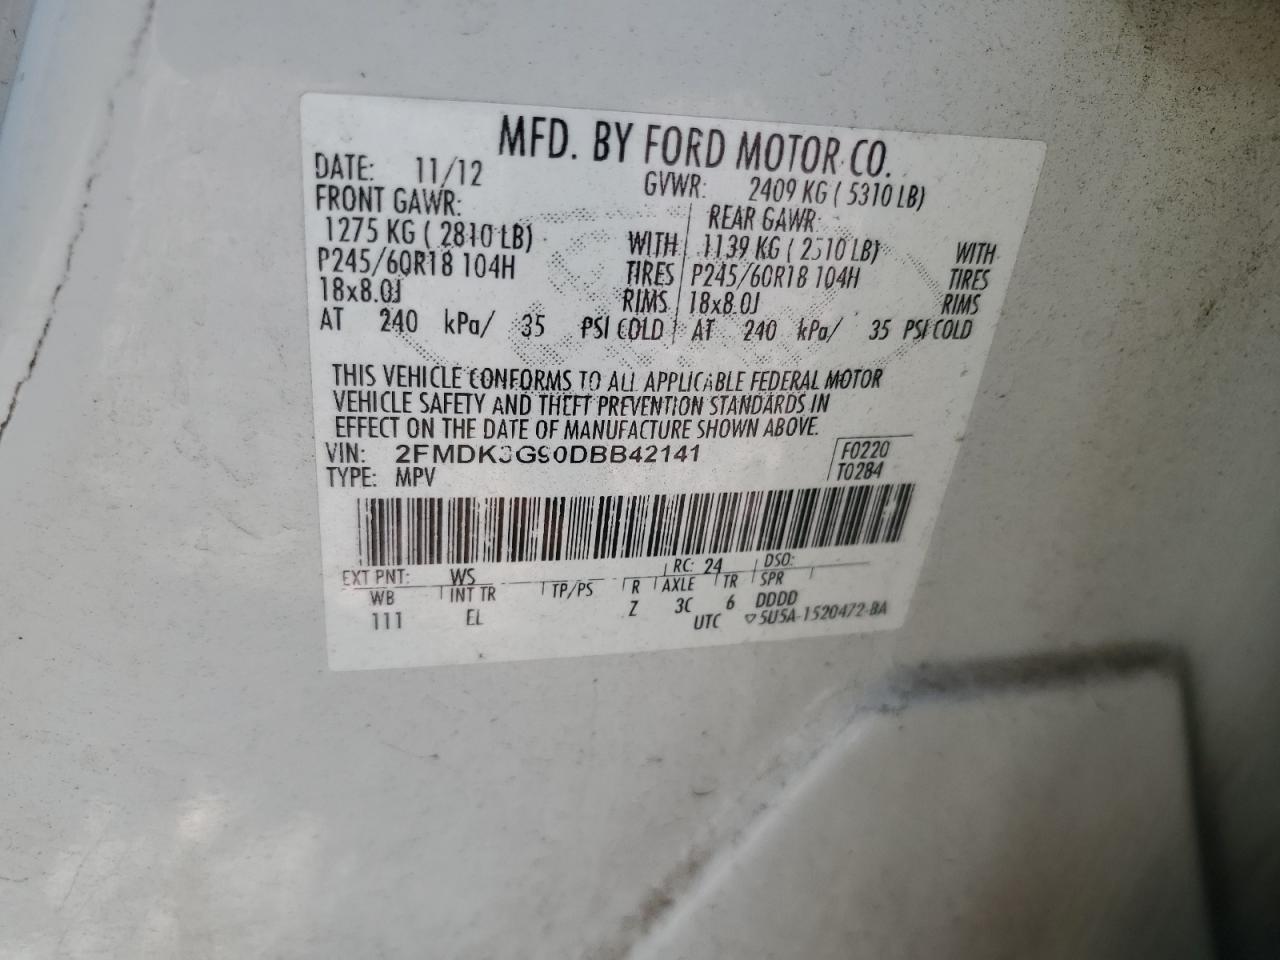 MFD. BY FORD MOTOR CO.
DATE: 11/12 GVWR: 2409 KG ( 5310 LB)
FRONT GAWR: REAR GAWR:
1275 KG ( 2810 LB) WITH 1139 KG ( 2510 LB) WITH
P245/60R18 104H TIRES P245/60R18 104H TIRES
18x8.0J RIMS 18x8.0J RIMS
AT 240 kPa/ 35 PSI COLD AT 240 kPa/ 35 PSI COLD
THIS VEHICLE CONFORMS TO ALL APPLICABLE FEDERAL MOTOR
VEHICLE SAFETY AND THEFT PREVENTION STANDARDS IN
EFFECT ON THE DATE OF MANUFACTURE SHOWN ABOVE.
VIN: 2FMDK3G90DBB42141 F0220
TYPE: MPV T0284
EXT PNT: WS RC: 24 DSO:
WB INT TR TP/PS R AXLE TR SPR
111 EL Z 3C 6 DDDD
UTC ▽5U5A-1520472-BA